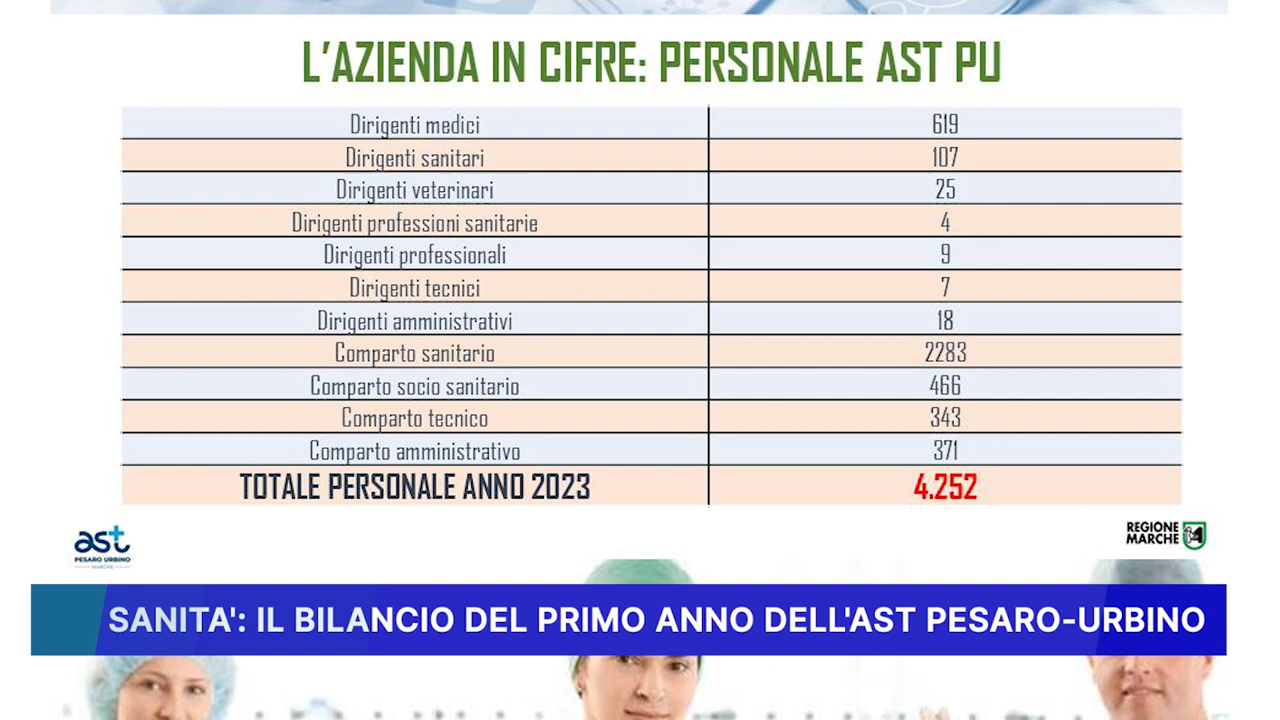 L'AZIENDA IN CIFRE: PERSONALE AST PU
Dirigenti medici 619
Dirigenti sanitari 107
Dirigenti veterinari 25
Dirigenti professioni sanitarie 4
Dirigenti professionali 9
Dirigenti tecnici 7
Dirigenti amministrativi 18
Comparto sanitario 2283
Comparto socio sanitario 466
Comparto tecnico 343
Comparto amministrativo 371
TOTALE PERSONALE ANNO 2023 4.252
ast
PESARO URBINO
MARCHE
REGIONE
MARCHE
SANITA': IL BILANCIO DEL PRIMO ANNO DELL'AST PESARO-URBINO